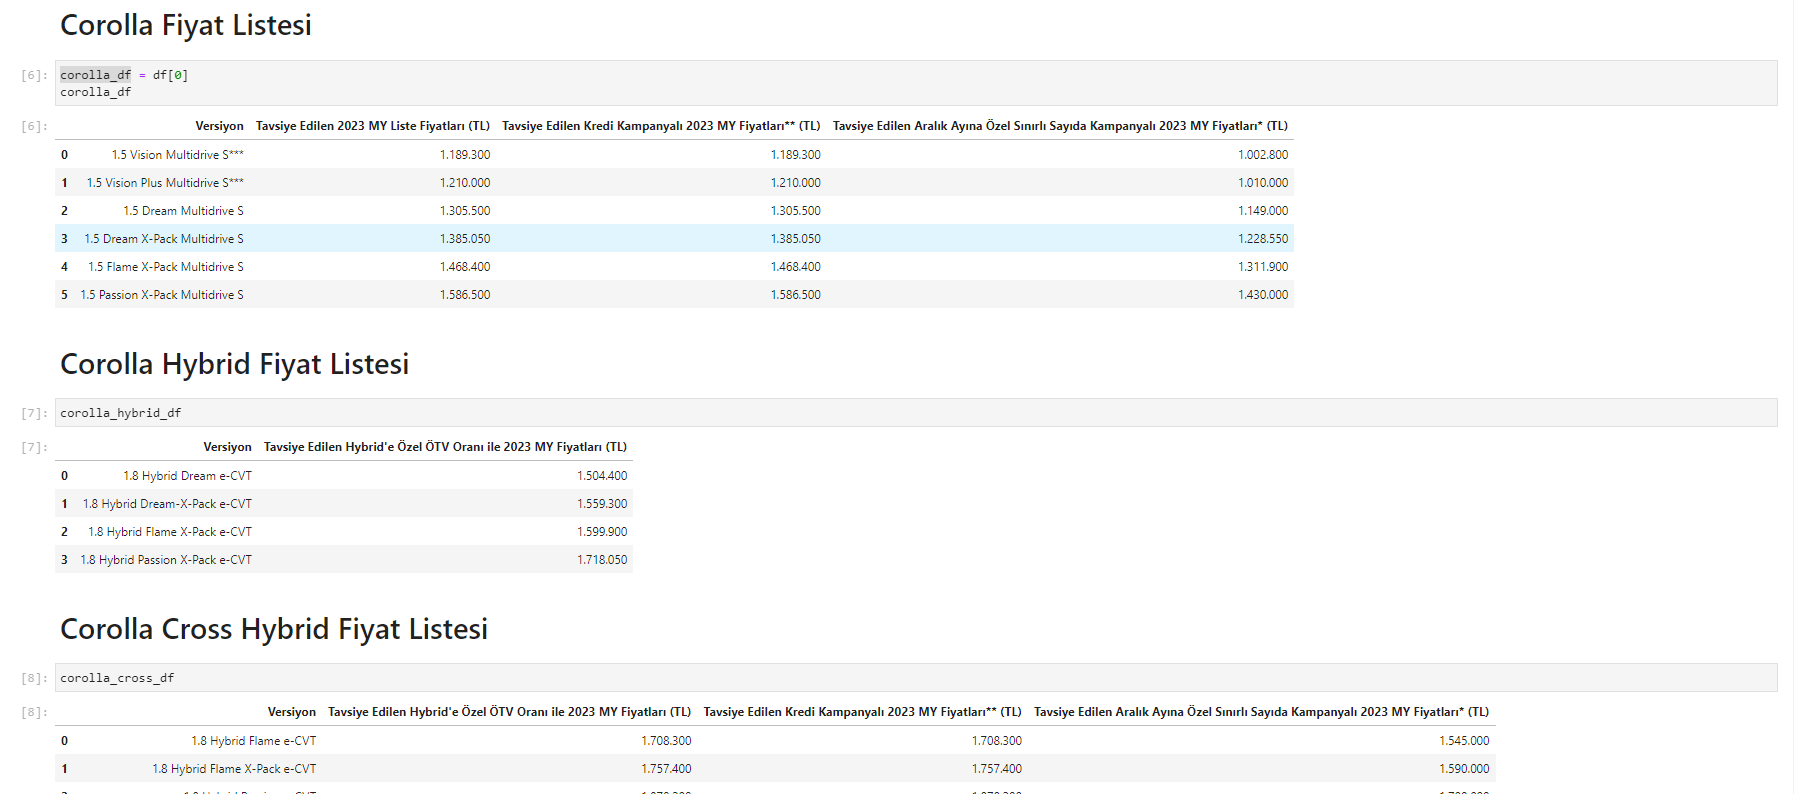 Corolla Fiyat Listesi
[6]: corolla_df = df[0]
corolla_df
[6]: Versiyon Tavsiye Edilen 2023 MY Liste Fiyatları (TL) Tavsiye Edilen Kredi Kampanyalı 2023 MY Fiyatları** (TL) Tavsiye Edilen Aralık Ayına Özel Sınırlı Sayıda Kampanyalı 2023 MY Fiyatları* (TL)
0 1.5 Vision Multidrive S*** 1.189.300 1.189.300 1.002.800
1 1.5 Vision Plus Multidrive S*** 1.210.000 1.210.000 1.010.000
2 1.5 Dream Multidrive S 1.305.500 1.305.500 1.149.000
3 1.5 Dream X-Pack Multidrive S 1.385.050 1.385.050 1.228.550
4 1.5 Flame X-Pack Multidrive S 1.468.400 1.468.400 1.311.900
5 1.5 Passion X-Pack Multidrive S 1.586.500 1.586.500 1.430.000
Corolla Hybrid Fiyat Listesi
[7]: corolla_hybrid_df
[7]: Versiyon Tavsiye Edilen Hybrid'e Özel ÖTV Oranı ile 2023 MY Fiyatları (TL)
0 1.8 Hybrid Dream e-CVT 1.504.400
1 1.8 Hybrid Dream-X-Pack e-CVT 1.559.300
2 1.8 Hybrid Flame X-Pack e-CVT 1.599.900
3 1.8 Hybrid Passion X-Pack e-CVT 1.718.050
Corolla Cross Hybrid Fiyat Listesi
[8]: corolla_cross_df
[8]: Versiyon Tavsiye Edilen Hybrid'e Özel ÖTV Oranı ile 2023 MY Fiyatları (TL) Tavsiye Edilen Kredi Kampanyalı 2023 MY Fiyatları** (TL) Tavsiye Edilen Aralık Ayına Özel Sınırlı Sayıda Kampanyalı 2023 MY Fiyatları* (TL)
0 1.8 Hybrid Flame e-CVT 1.708.300 1.708.300 1.545.000
1 1.8 Hybrid Flame X-Pack e-CVT 1.757.400 1.757.400 1.590.000